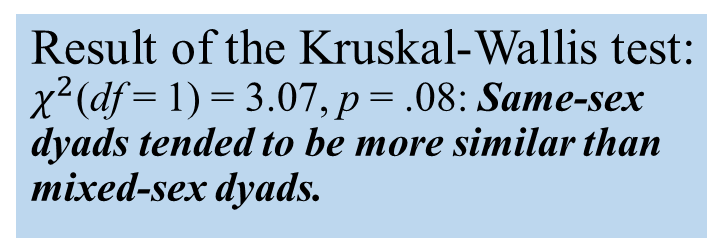 Result of the Kruskal-Wallis test:
χ²(df = 1) = 3.07, p = .08: Same-sex
dyads tended to be more similar than
mixed-sex dyads.